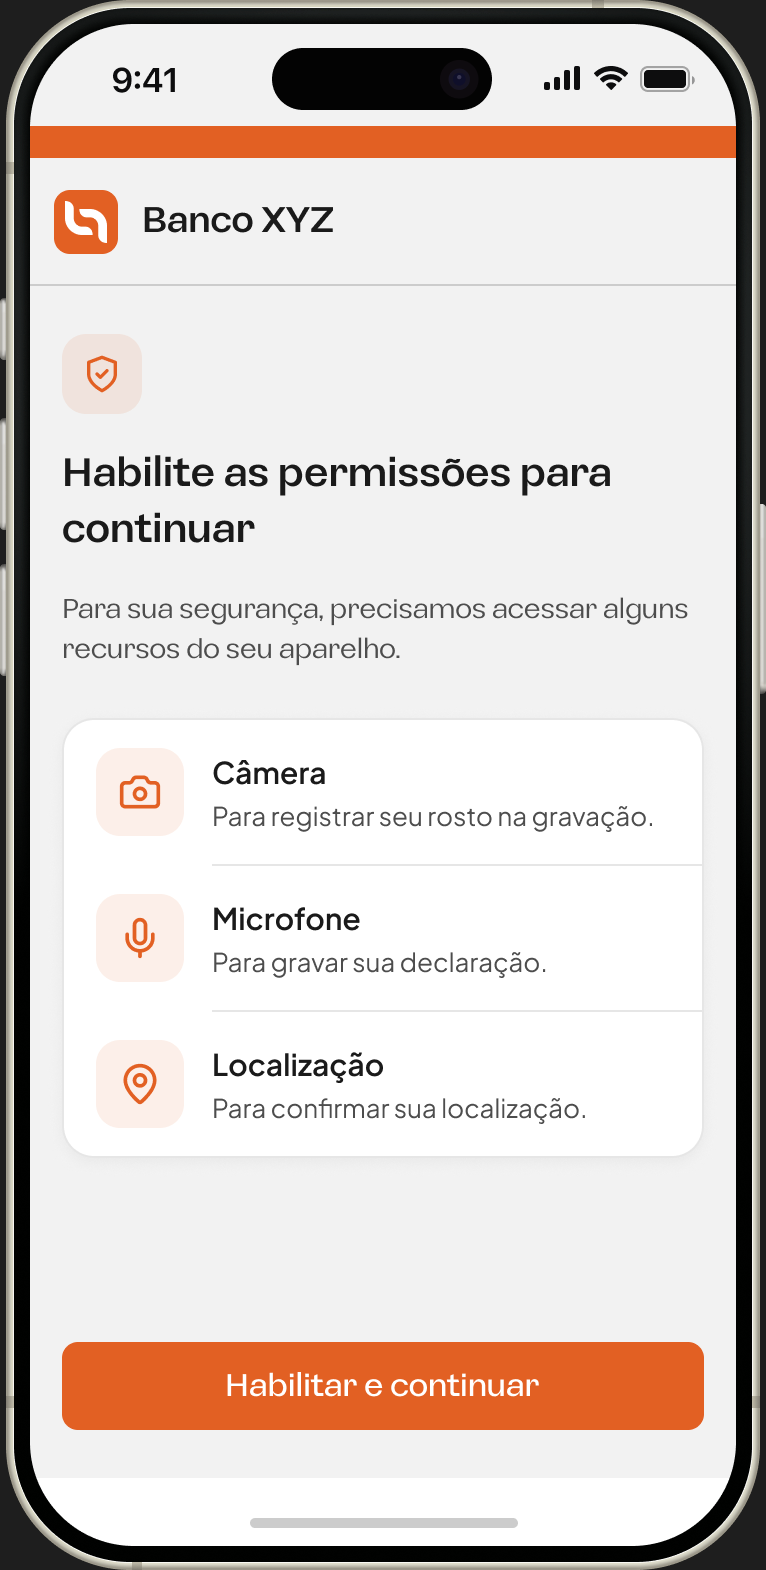 9:41
Banco XYZ
Habilite as permissões para
continuar
Para sua segurança, precisamos acessar alguns
recursos do seu aparelho.
Câmera
Para registrar seu rosto na gravação.
Microfone
Para gravar sua declaração.
Localização
Para confirmar sua localização.
Habilitar e continuar